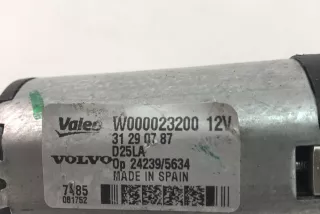 Valeo W000023200 12V
31 29 07 87
D25LA
VOLVO Op 24239/5634
MADE IN SPAIN
7485
081752